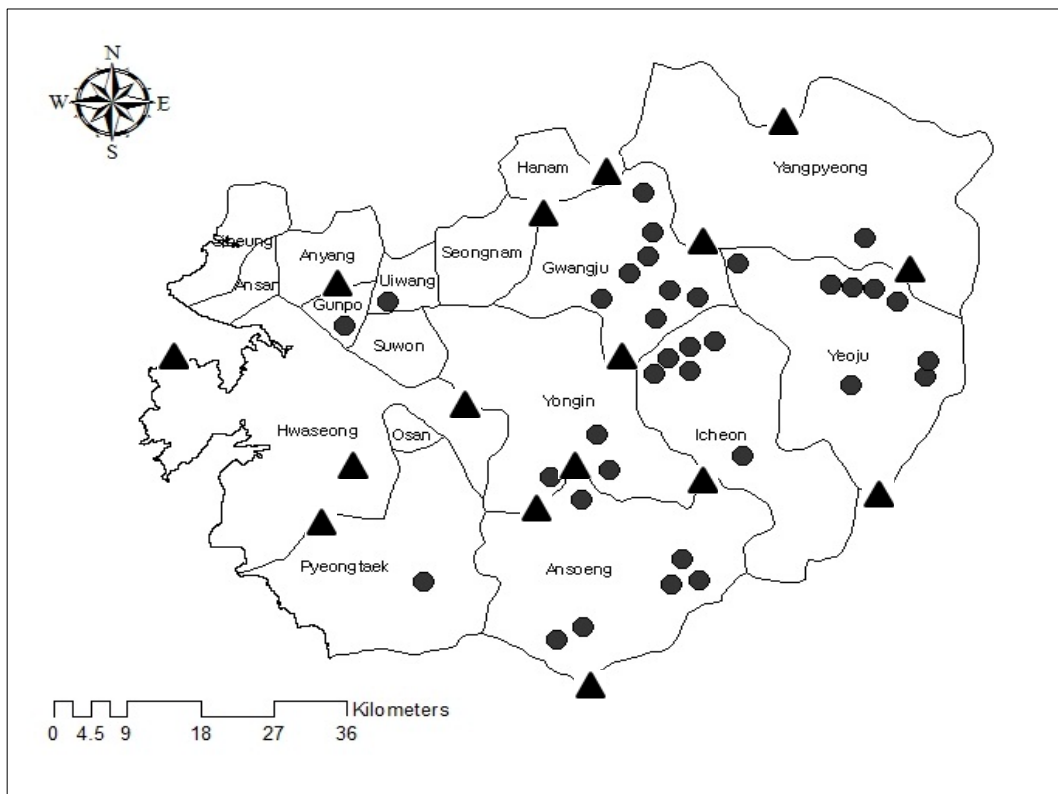 N
W E
S
Hanam
Yangpyeong
Siheung
Anyang
Seongnam
Gwangju
Ansan
Uiwang
Gunpo
Suwon
Yeoju
Yongin
Hwaseong
Osan
Icheon
Pyeongtaek
Ansoeng
Kilometers
0 4.5 9 18 27 36